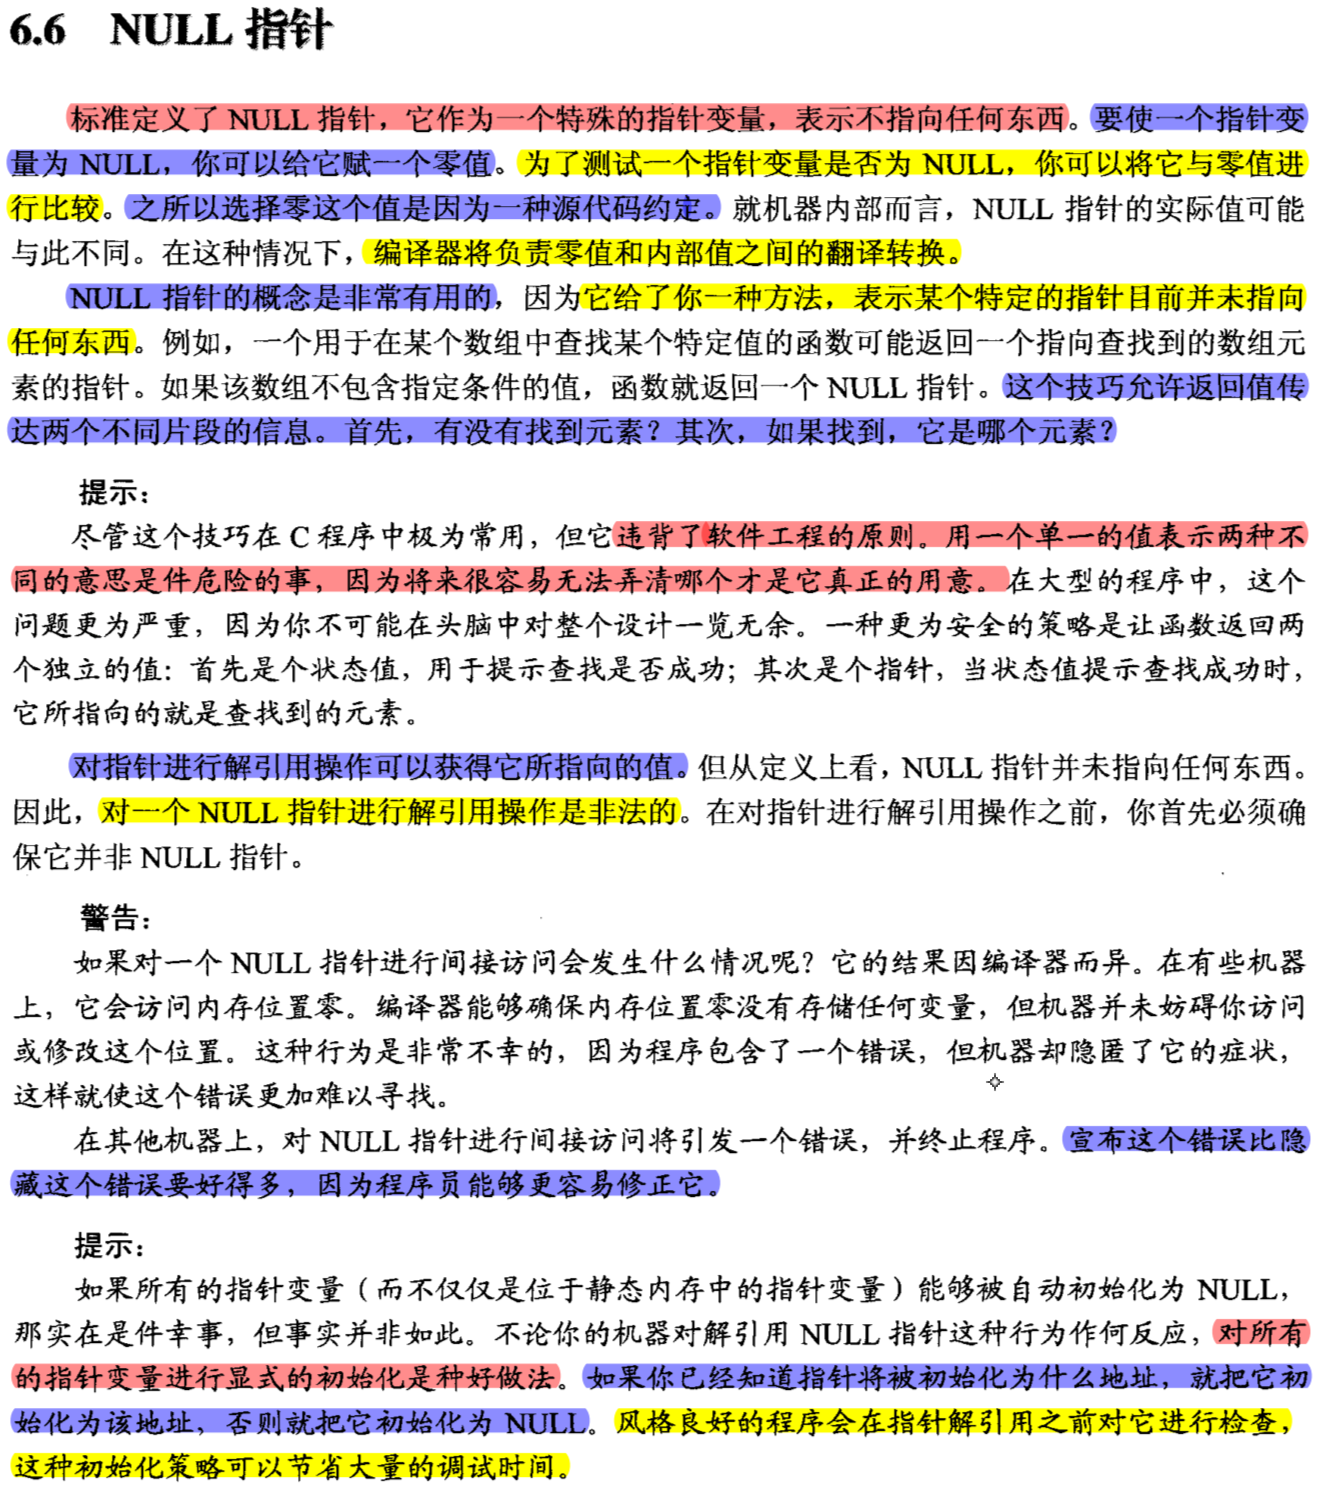 6.6 NULL 指针
标准定义了 NULL 指针，它作为一个特殊的指针变量，表示不指向任何东西。要使一个指针变
量为 NULL，你可以给它赋一个零值。为了测试一个指针变量是否为 NULL，你可以将它与零值进
行比较。之所以选择零这个值是因为一种源代码约定。就机器内部而言，NULL 指针的实际值可能
与此不同。在这种情况下，编译器将负责零值和内部值之间的翻译转换。
NULL 指针的概念是非常有用的，因为它给了你一种方法，表示某个特定的指针目前并未指向
任何东西。例如，一个用于在某个数组中查找某个特定值的函数可能返回一个指向查找到的数组元
素的指针。如果该数组不包含指定条件的值，函数就返回一个 NULL 指针。这个技巧允许返回值传
达两个不同片段的信息。首先，有没有找到元素？其次，如果找到，它是哪个元素？
提示：
尽管这个技巧在 C 程序中极为常用，但它违背了软件工程的原则。用一个单一的值表示两种不
同的意思是件危险的事，因为将来很容易无法弄清哪个才是它真正的用意。在大型的程序中，这个
问题更为严重，因为你不可能在头脑中对整个设计一览无余。一种更为安全的策略是让函数返回两
个独立的值：首先是个状态值，用于提示查找是否成功；其次是个指针，当状态值提示查找成功时，
它所指向的就是查找到的元素。
对指针进行解引用操作可以获得它所指向的值。但从定义上看，NULL 指针并未指向任何东西。
因此，对一个 NULL 指针进行解引用操作是非法的。在对指针进行解引用操作之前，你首先必须确
保它并非 NULL 指针。
警告：
如果对一个 NULL 指针进行间接访问会发生什么情况呢？它的结果因编译器而异。在有些机器
上，它会访问内存位置零。编译器能够确保内存位置零没有存储任何变量，但机器并未妨碍你访问
或修改这个位置。这种行为是非常不幸的，因为程序包含了一个错误，但机器却隐匿了它的症状，
这样就使这个错误更加难以寻找。
在其他机器上，对 NULL 指针进行间接访问将引发一个错误，并终止程序。宣布这个错误比隐
藏这个错误要好得多，因为程序员能够更容易修正它。
提示：
如果所有的指针变量（而不仅仅是位于静态内存中的指针变量）能够被自动初始化为 NULL，
那实在是件幸事，但事实并非如此。不论你的机器对解引用 NULL 指针这种行为作何反应，对所有
的指针变量进行显式的初始化是种好做法。如果你已经知道指针将被初始化为什么地址，就把它初
始化为该地址，否则就把它初始化为 NULL。风格良好的程序会在指针解引用之前对它进行检查，
这种初始化策略可以节省大量的调试时间。